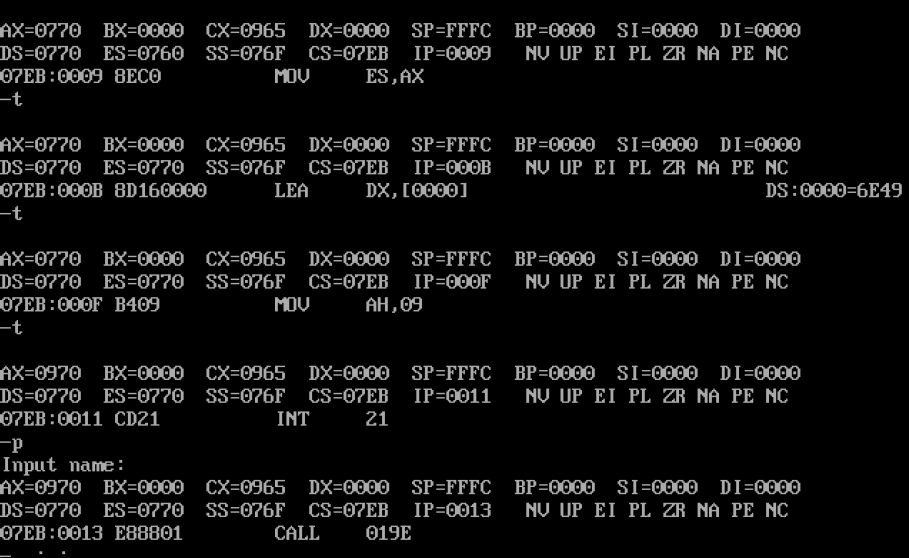 AX=0770  BX=0000  CX=0965  DX=0000  SP=FFFC  BP=0000  SI=0000  DI=0000
DS=0770  ES=0760  SS=076F  CS=07EB  IP=0009   NV UP EI PL ZR NA PE NC
07EB:0009 8EC0          MOV     ES,AX
-t
AX=0770  BX=0000  CX=0965  DX=0000  SP=FFFC  BP=0000  SI=0000  DI=0000
DS=0770  ES=0770  SS=076F  CS=07EB  IP=000B   NV UP EI PL ZR NA PE NC
07EB:000B 8D160000      LEA     DX,[0000]                          DS:0000=6E49
-t
AX=0770  BX=0000  CX=0965  DX=0000  SP=FFFC  BP=0000  SI=0000  DI=0000
DS=0770  ES=0770  SS=076F  CS=07EB  IP=000F   NV UP EI PL ZR NA PE NC
07EB:000F B409          MOV     AH,09
-t
AX=0970  BX=0000  CX=0965  DX=0000  SP=FFFC  BP=0000  SI=0000  DI=0000
DS=0770  ES=0770  SS=076F  CS=07EB  IP=0011   NV UP EI PL ZR NA PE NC
07EB:0011 CD21          INT     21
-p
Input name:
AX=0970  BX=0000  CX=0965  DX=0000  SP=FFFC  BP=0000  SI=0000  DI=0000
DS=0770  ES=0770  SS=076F  CS=07EB  IP=0013   NV UP EI PL ZR NA PE NC
07EB:0013 E88801        CALL    019E